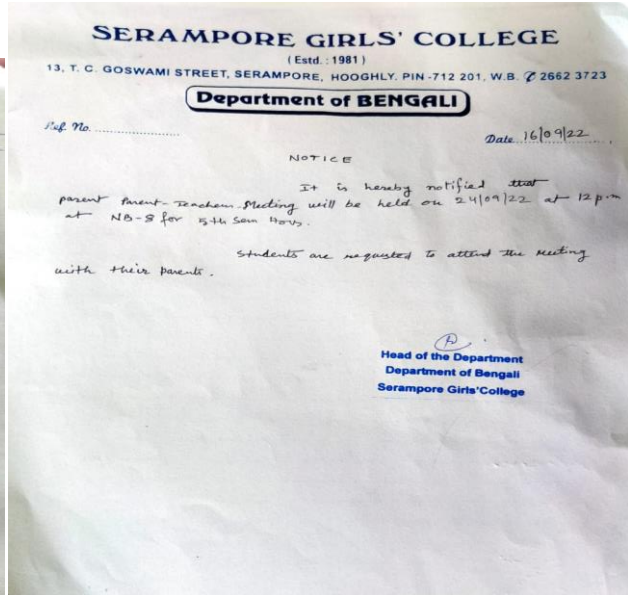 SERAMPORE GIRLS' COLLEGE
( Estd. : 1981 )
13, T. C. GOSWAMI STREET, SERAMPORE, HOOGHLY. PIN -712 201, W.B. ✆ 2662 3723
Department of BENGALI
Ref. No. ........................
Date 16/09/22
NOTICE
It is hereby notified that
parent Parent-Teachers Meeting will be held on 24/09/22 at 12 p.m
at NB-8 for 5th Sem Hons.
Students are requested to attend the Meeting
with their parents.
Head of the Department
Department of Bengali
Serampore Girls'College